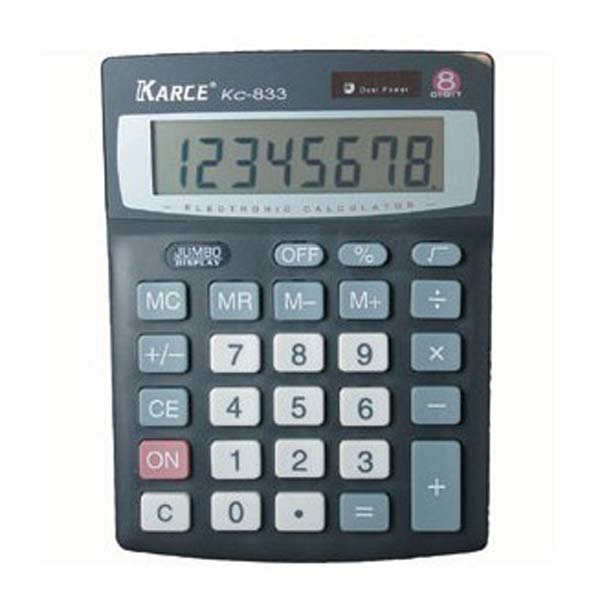 KARCE® KC-833 Dual Power 8 DIGIT
12345678.
ELECTRONIC CALCULATOR
JUMBO DISPLAY OFF % √
MC MR M− M+ ÷
+/− 7 8 9 ×
CE 4 5 6 −
ON 1 2 3 +
C 0 • =